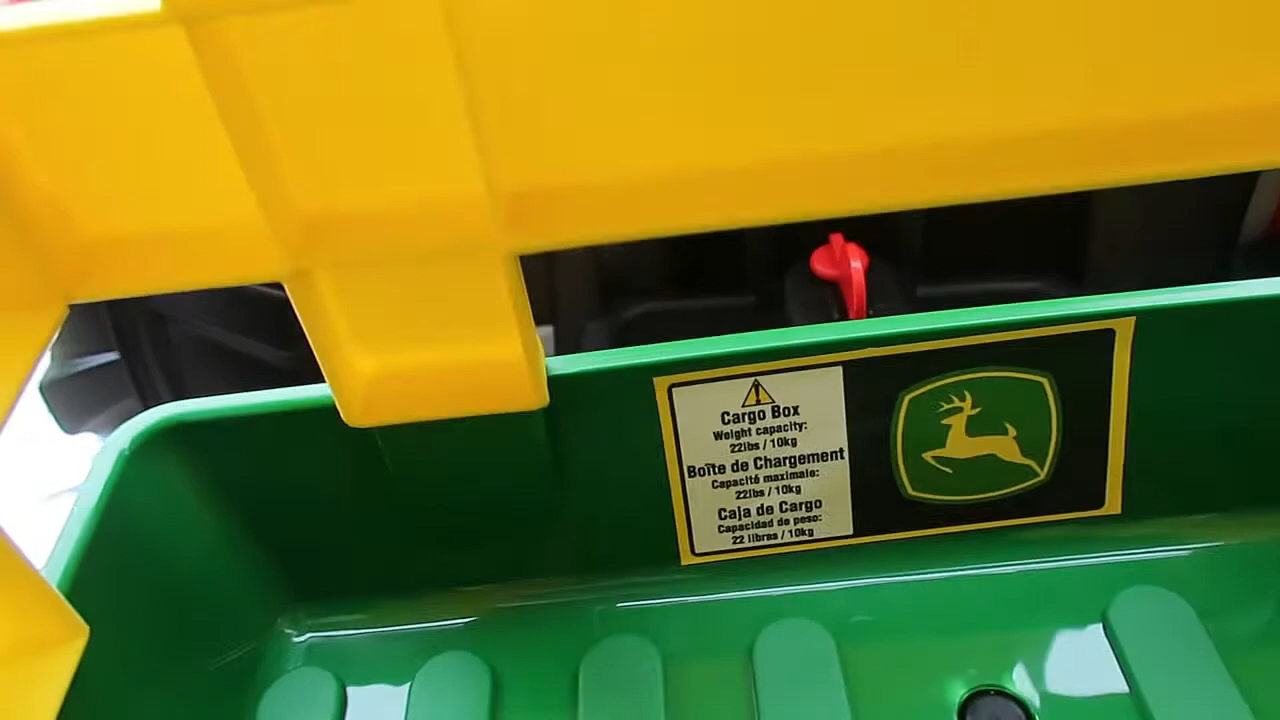 Cargo Box
Weight capacity:
22lbs / 10kg
Boîte de Chargement
Capacité maximale:
22lbs / 10kg
Caja de Cargo
Capacidad de peso:
22 libras / 10kg